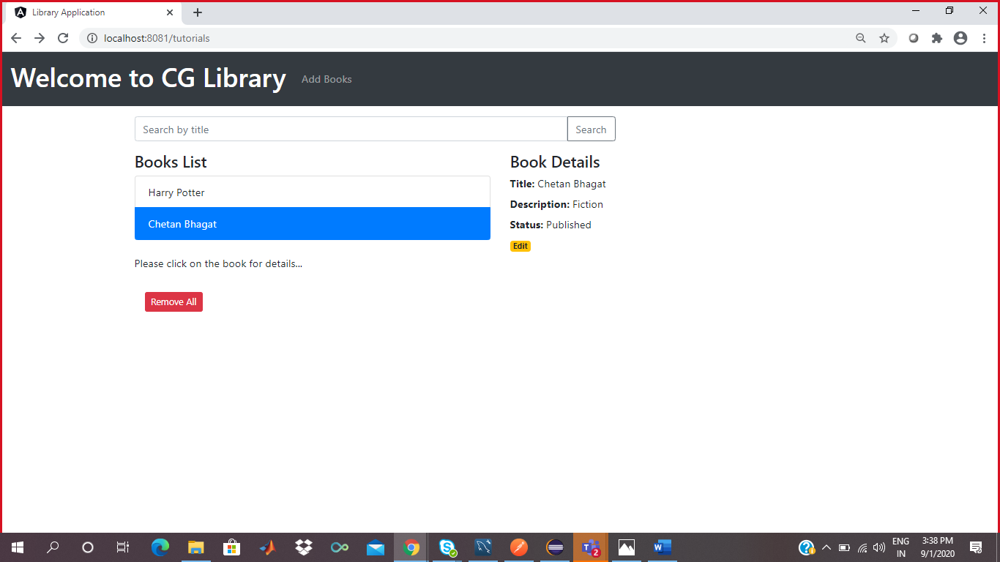 Library Application
localhost:8081/tutorials
Welcome to CG Library
Add Books
Search by title
Search
Books List
Harry Potter
Chetan Bhagat
Please click on the book for details...
Remove All
Book Details
Title: Chetan Bhagat
Description: Fiction
Status: Published
Edit
2
ENG
IN
3:38 PM
9/1/2020